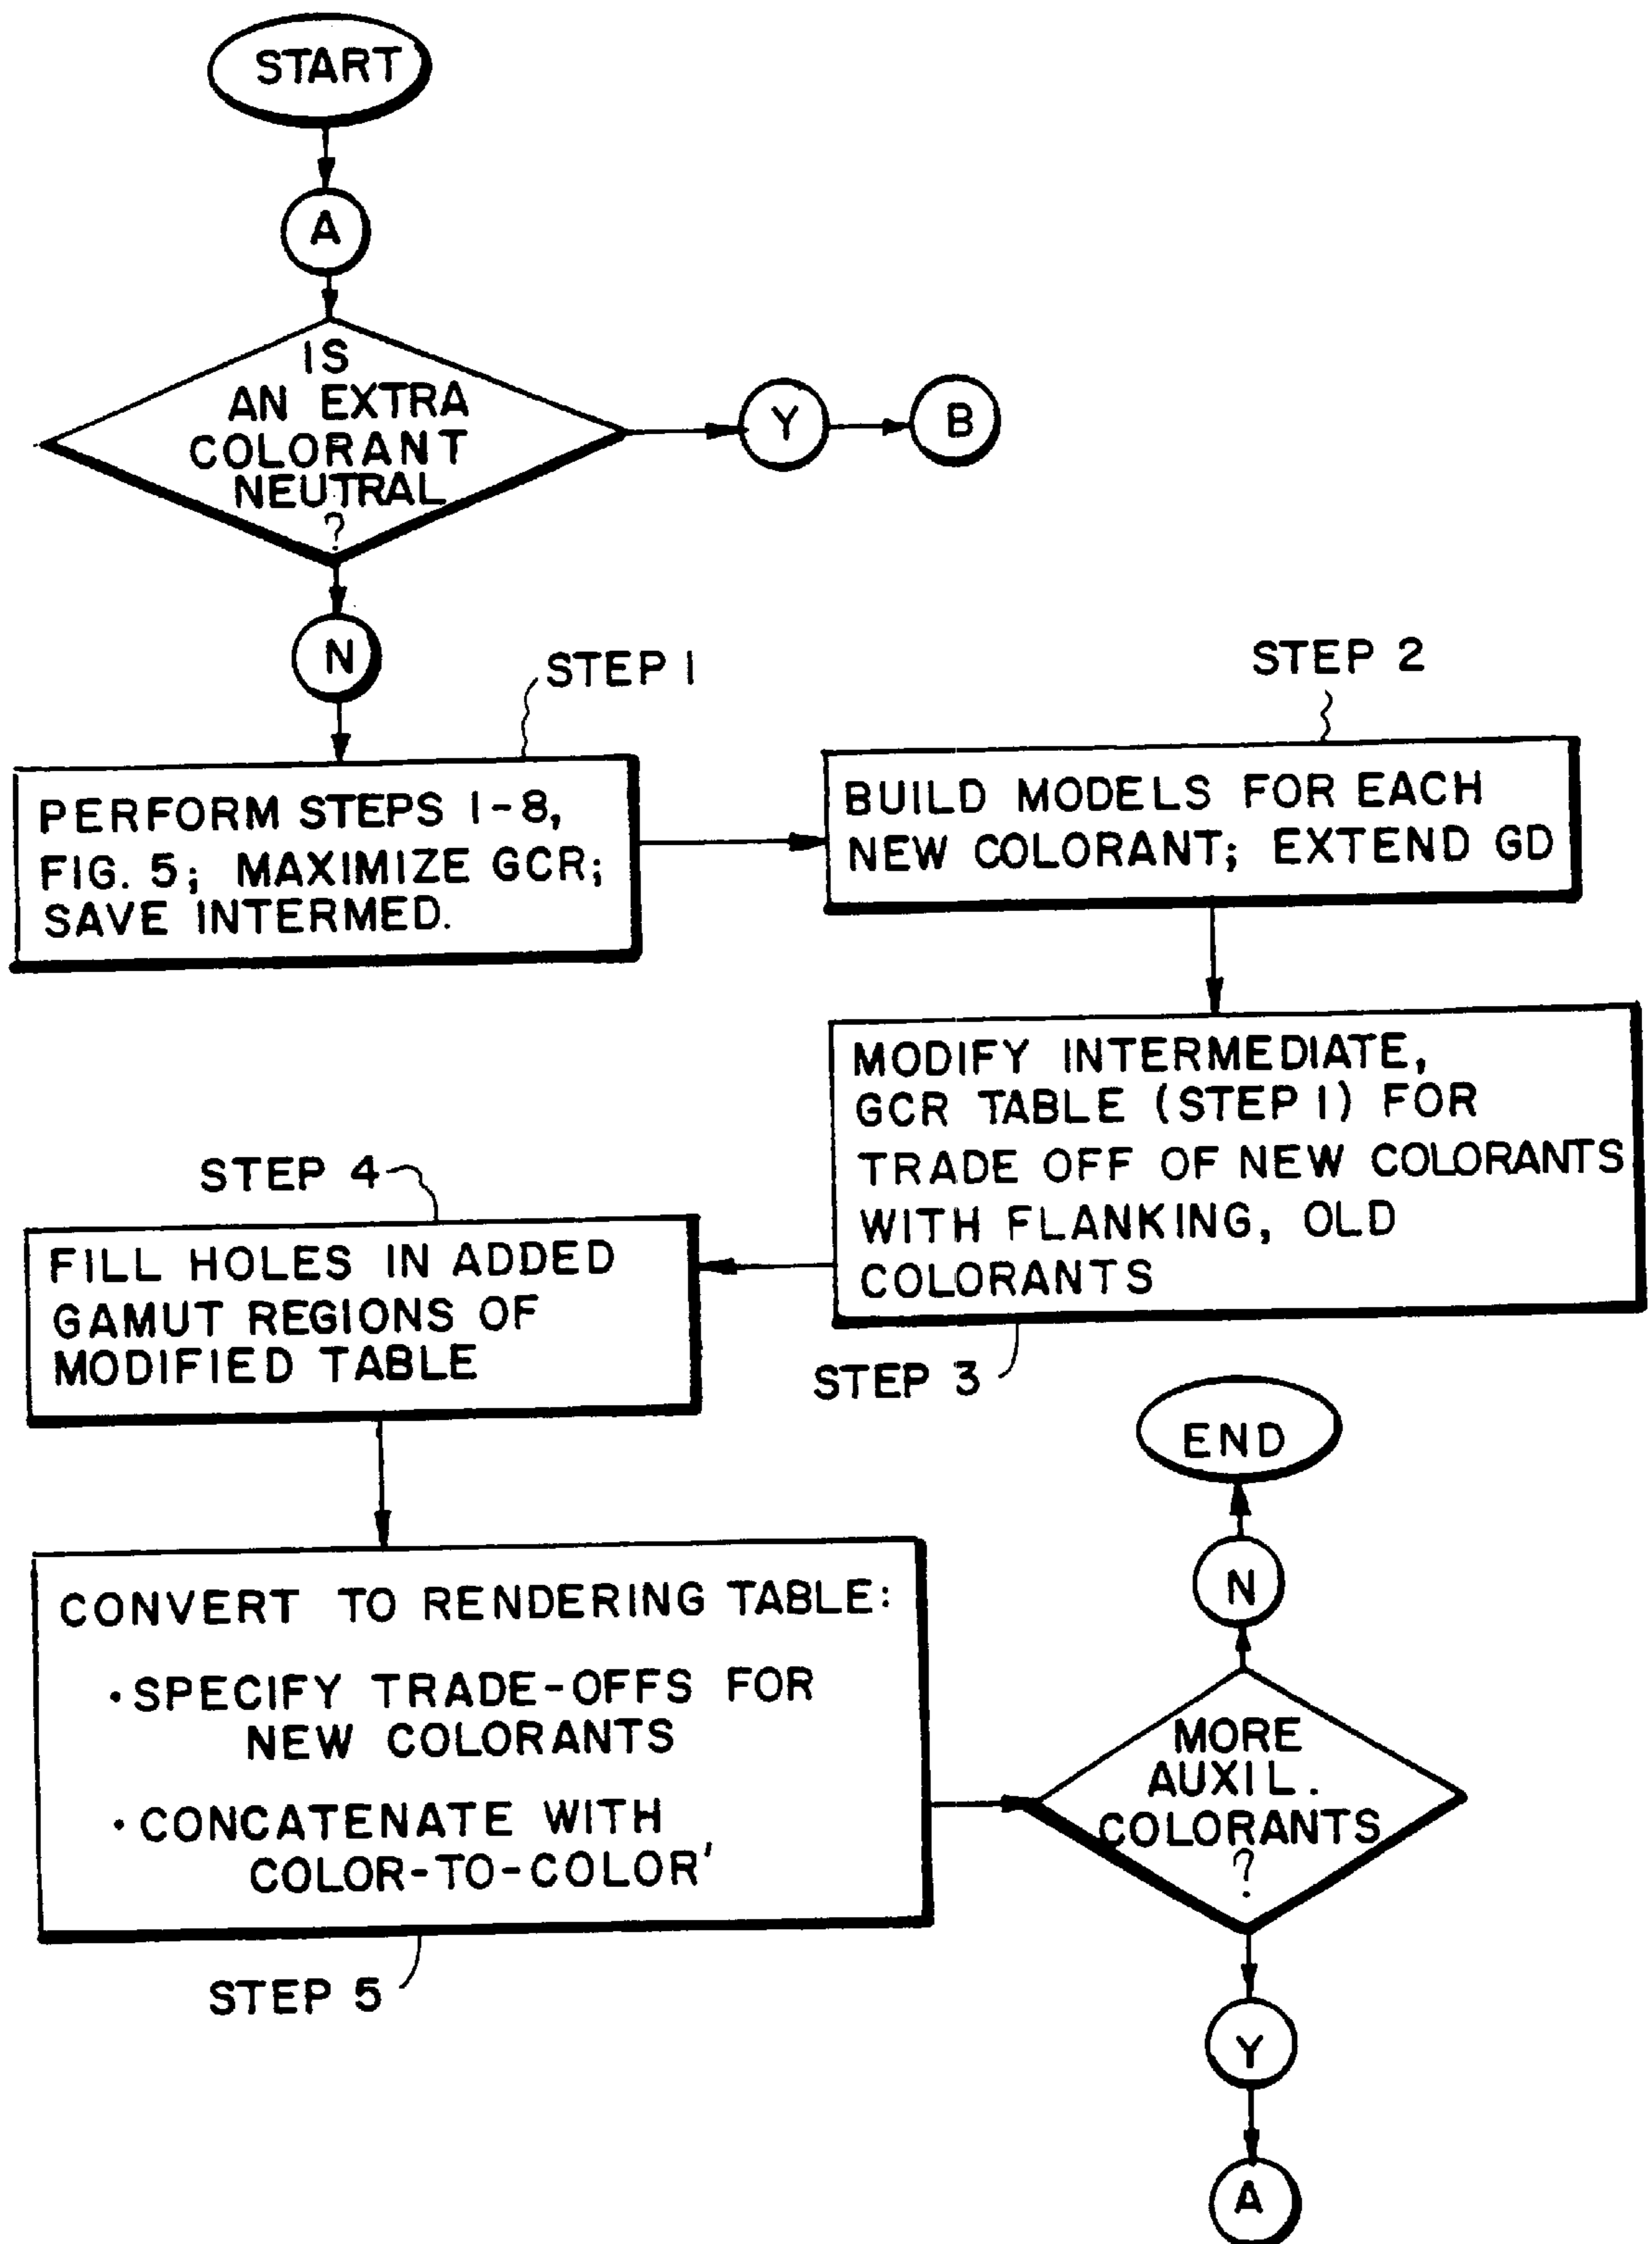 START
A
IS
AN EXTRA
COLORANT
NEUTRAL
?
Y
B
N
STEP 1
PERFORM STEPS 1-8,
FIG. 5; MAXIMIZE GCR;
SAVE INTERMED.
STEP 2
BUILD MODELS FOR EACH
NEW COLORANT; EXTEND GD
MODIFY INTERMEDIATE,
GCR TABLE (STEP 1) FOR
TRADE OFF OF NEW COLORANTS
WITH FLANKING, OLD
COLORANTS
STEP 3
STEP 4
FILL HOLES IN ADDED
GAMUT REGIONS OF
MODIFIED TABLE
CONVERT TO RENDERING TABLE:
· SPECIFY TRADE-OFFS FOR
NEW COLORANTS
· CONCATENATE WITH
COLOR-TO-COLOR'
STEP 5
END
N
MORE
AUXIL.
COLORANTS
?
Y
A